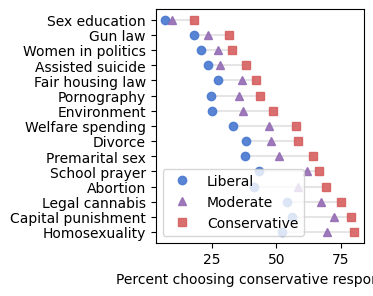 Sex education
Gun law
Women in politics
Assisted suicide
Fair housing law
Pornography
Environment
Welfare spending
Divorce
Premarital sex
School prayer
Abortion
Legal cannabis
Capital punishment
Homosexuality
Liberal
Moderate
Conservative
25
50
75
Percent choosing conservative respon